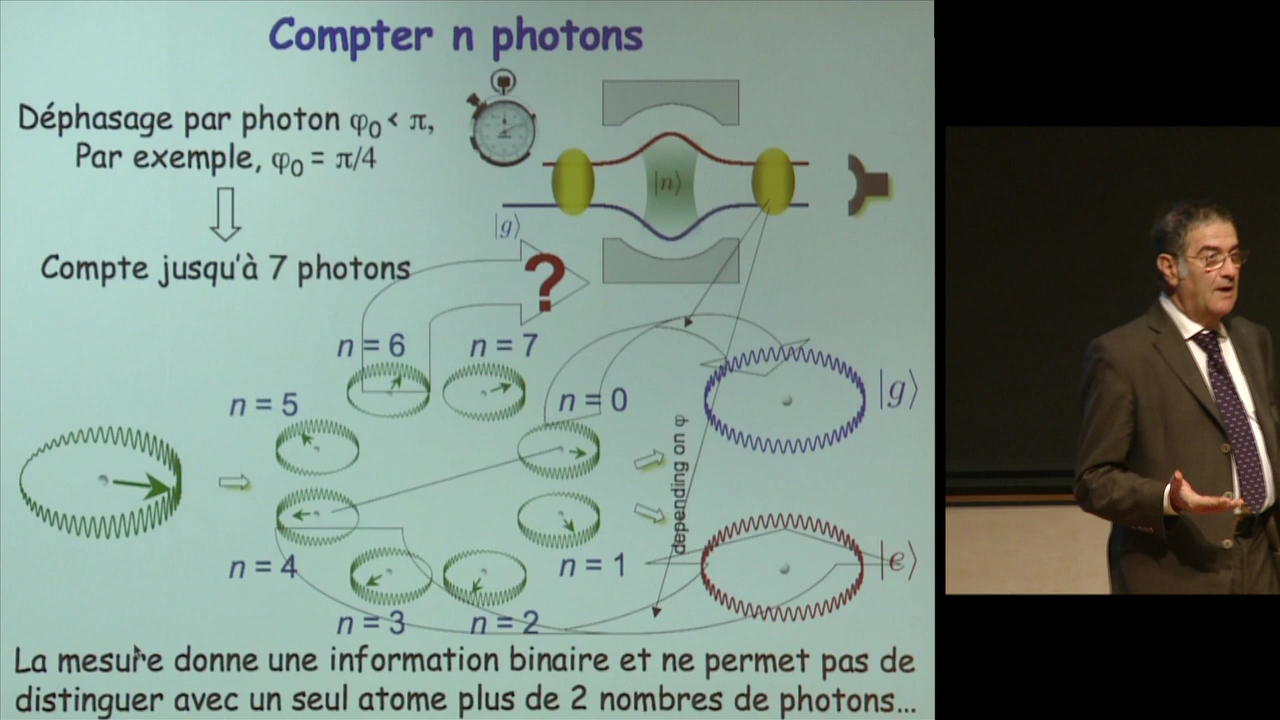 Compter n photons
Déphasage par photon φ0 < π,
Par exemple, φ0 = π/4
Compte jusqu'à 7 photons
|n⟩
|g⟩
?
n = 6
n = 7
n = 5
n = 0
|g⟩
depending on φ
n = 4
n = 1
|e⟩
n = 3
n = 2
La mesure donne une information binaire et ne permet pas de
distinguer avec un seul atome plus de 2 nombres de photons...